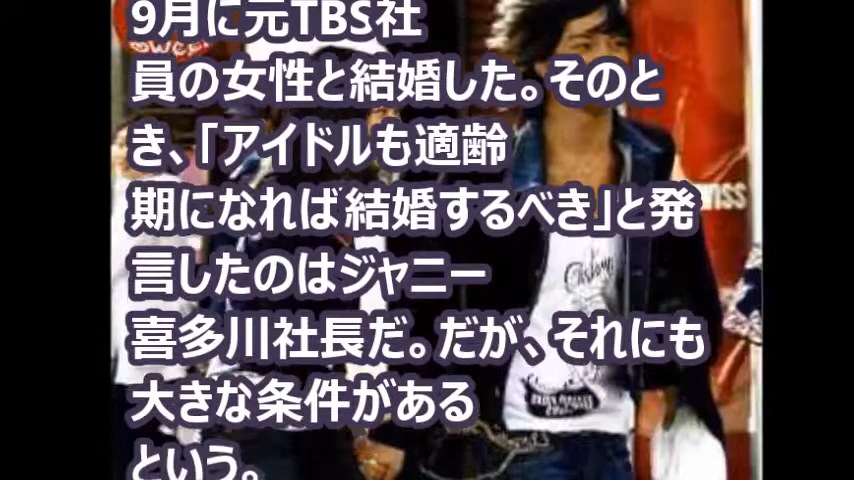 9月に元TBS社
員の女性と結婚した。そのと
き、「アイドルも適齢
期になれば結婚するべき」と発
言したのはジャニー
喜多川社長だ。だが、それにも
大きな条件がある
という。